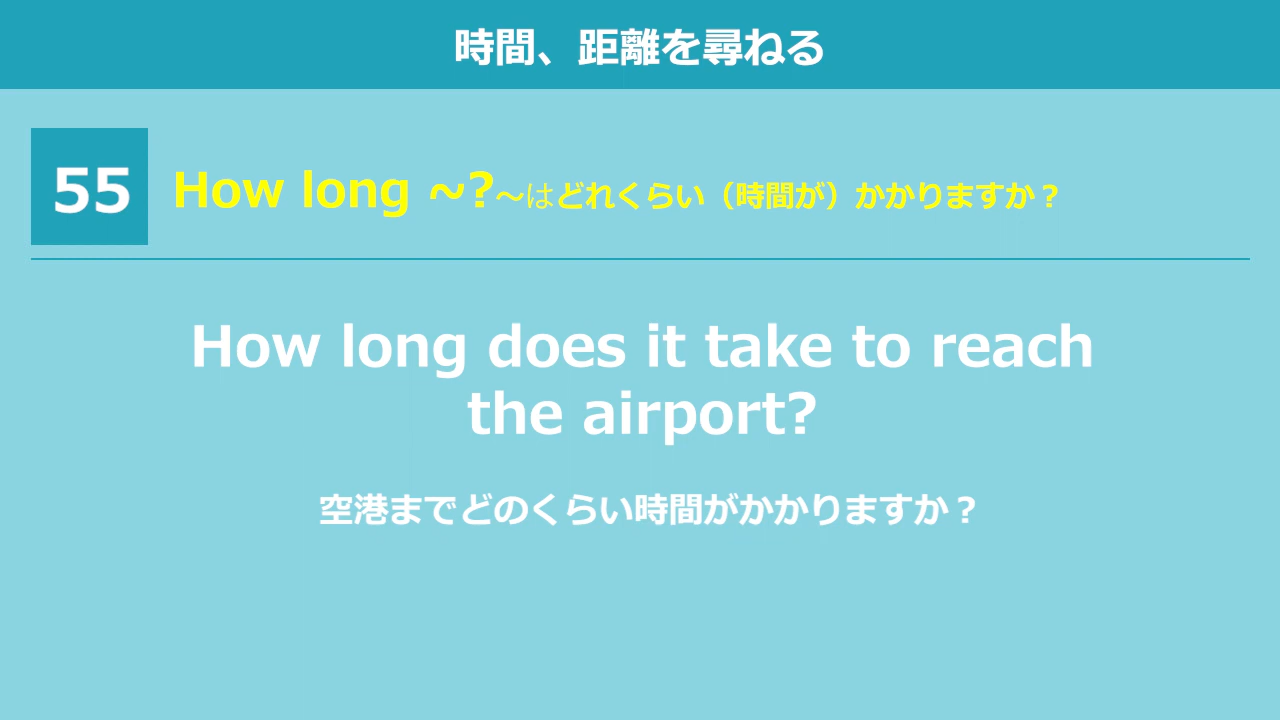 時間、距離を尋ねる
55
How long ~?～はどれくらい（時間が）かかりますか？
How long does it take to reach
the airport?
空港までどのくらい時間がかかりますか？